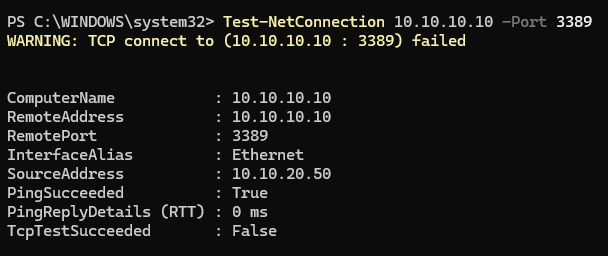 PS C:\WINDOWS\system32> Test-NetConnection 10.10.10.10 -Port 3389
WARNING: TCP connect to (10.10.10.10 : 3389) failed
ComputerName : 10.10.10.10
RemoteAddress : 10.10.10.10
RemotePort : 3389
InterfaceAlias : Ethernet
SourceAddress : 10.10.20.50
PingSucceeded : True
PingReplyDetails (RTT) : 0 ms
TcpTestSucceeded : False